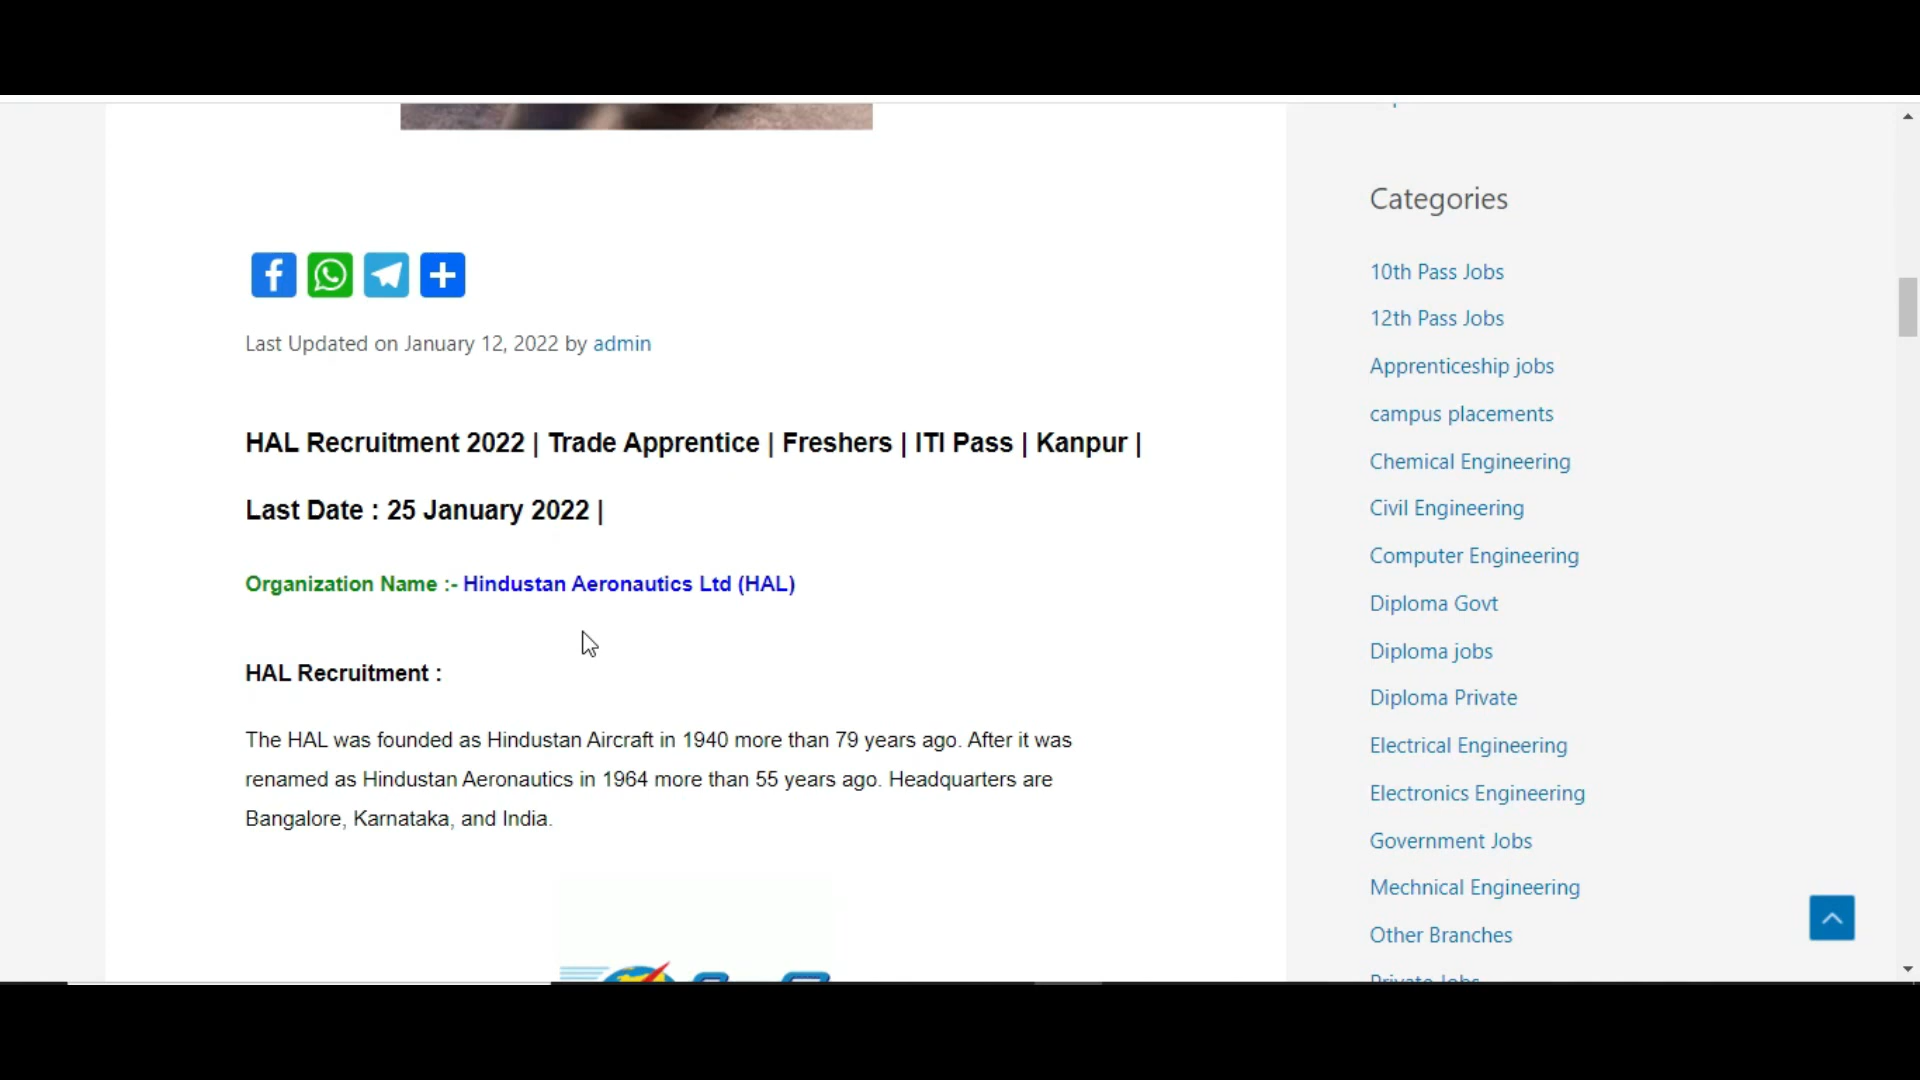 Last Updated on January 12, 2022 by admin
HAL Recruitment 2022 | Trade Apprentice | Freshers | ITI Pass | Kanpur |
Last Date : 25 January 2022 |
Organization Name :- Hindustan Aeronautics Ltd (HAL)
HAL Recruitment :
The HAL was founded as Hindustan Aircraft in 1940 more than 79 years ago. After it was
renamed as Hindustan Aeronautics in 1964 more than 55 years ago. Headquarters are
Bangalore, Karnataka, and India.
Categories
10th Pass Jobs
12th Pass Jobs
Apprenticeship jobs
campus placements
Chemical Engineering
Civil Engineering
Computer Engineering
Diploma Govt
Diploma jobs
Diploma Private
Electrical Engineering
Electronics Engineering
Government Jobs
Mechnical Engineering
Other Branches
Private Jobs